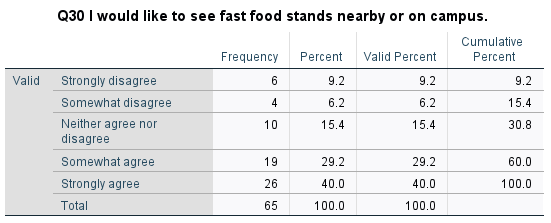 Q30 I would like to see fast food stands nearby or on campus.
Frequency Percent Valid Percent Cumulative Percent
Valid Strongly disagree 6 9.2 9.2 9.2
Somewhat disagree 4 6.2 6.2 15.4
Neither agree nor disagree 10 15.4 15.4 30.8
Somewhat agree 19 29.2 29.2 60.0
Strongly agree 26 40.0 40.0 100.0
Total 65 100.0 100.0